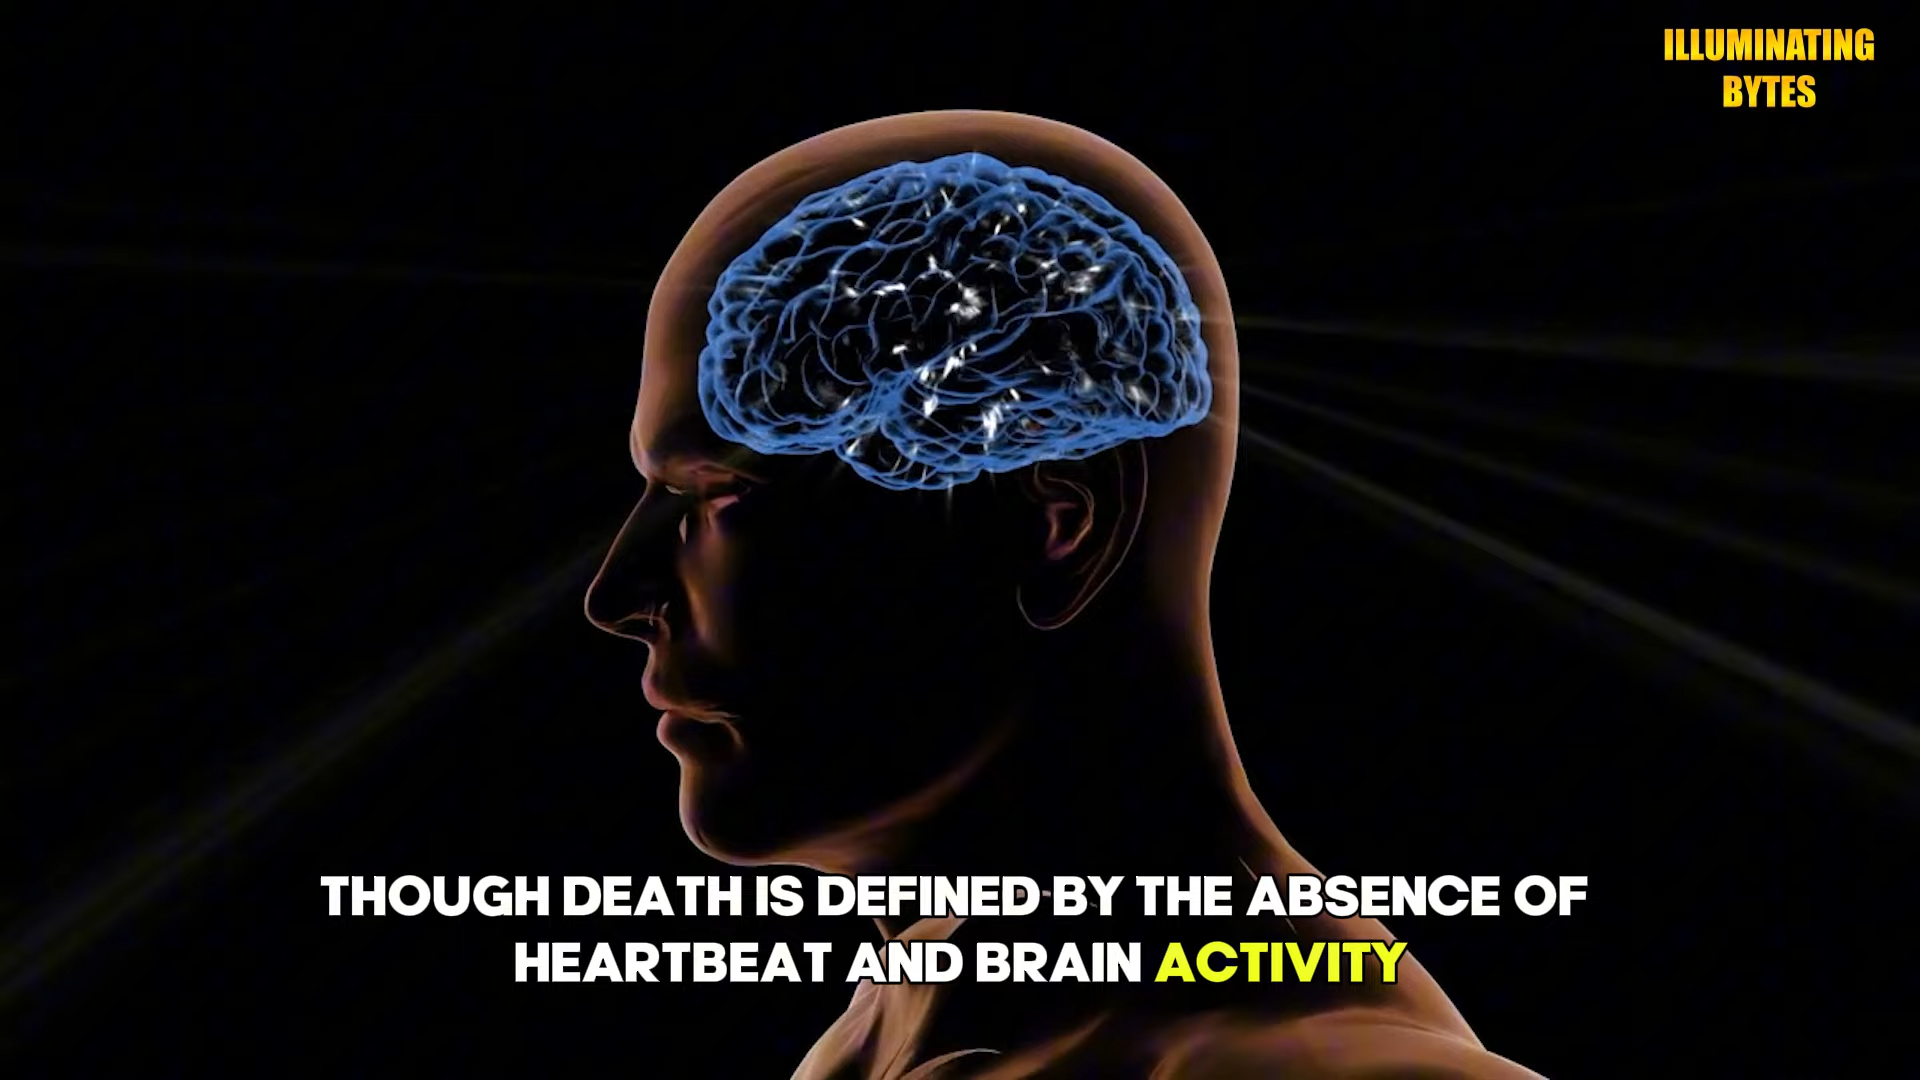 ILLUMINATING
BYTES
THOUGH DEATH IS DEFINED BY THE ABSENCE OF
HEARTBEAT AND BRAIN ACTIVITY